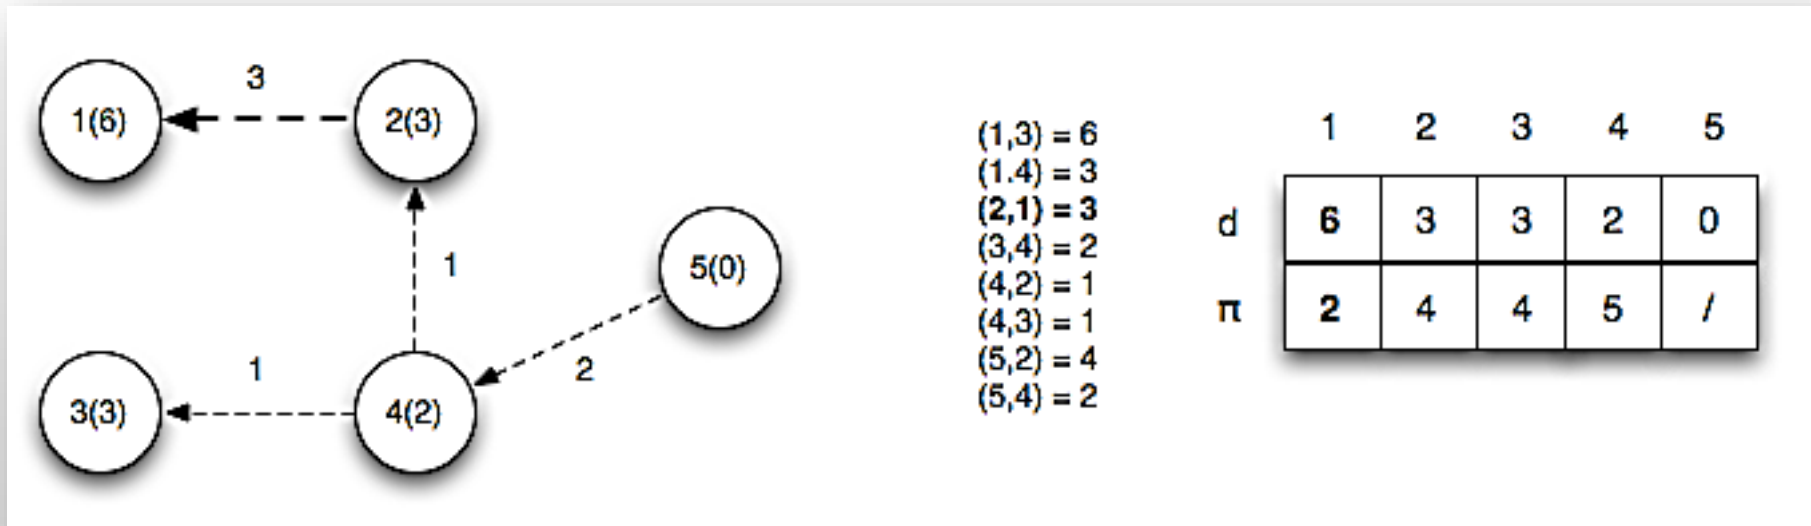 3
1(6) 2(3)
1
5(0)
1 2
3(3) 4(2)
(1,3) = 6
(1.4) = 3
(2,1) = 3
(3,4) = 2
(4,2) = 1
(4,3) = 1
(5,2) = 4
(5,4) = 2
1 2 3 4 5
d 6 3 3 2 0
π 2 4 4 5 /